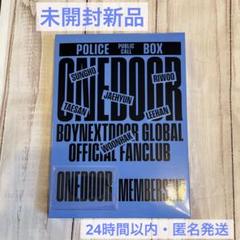 未開封新品
POLICE PUBLIC CALL BOX
ONEDOOR
SUNGHO
RIWOO
JAEHYUN
TAESAN
LEEHAN
WOONHAK
BOYNEXTDOOR GLOBAL
OFFICIAL FANCLUB
ONEDOOR MEMBERSHIP
24時間以内・匿名発送